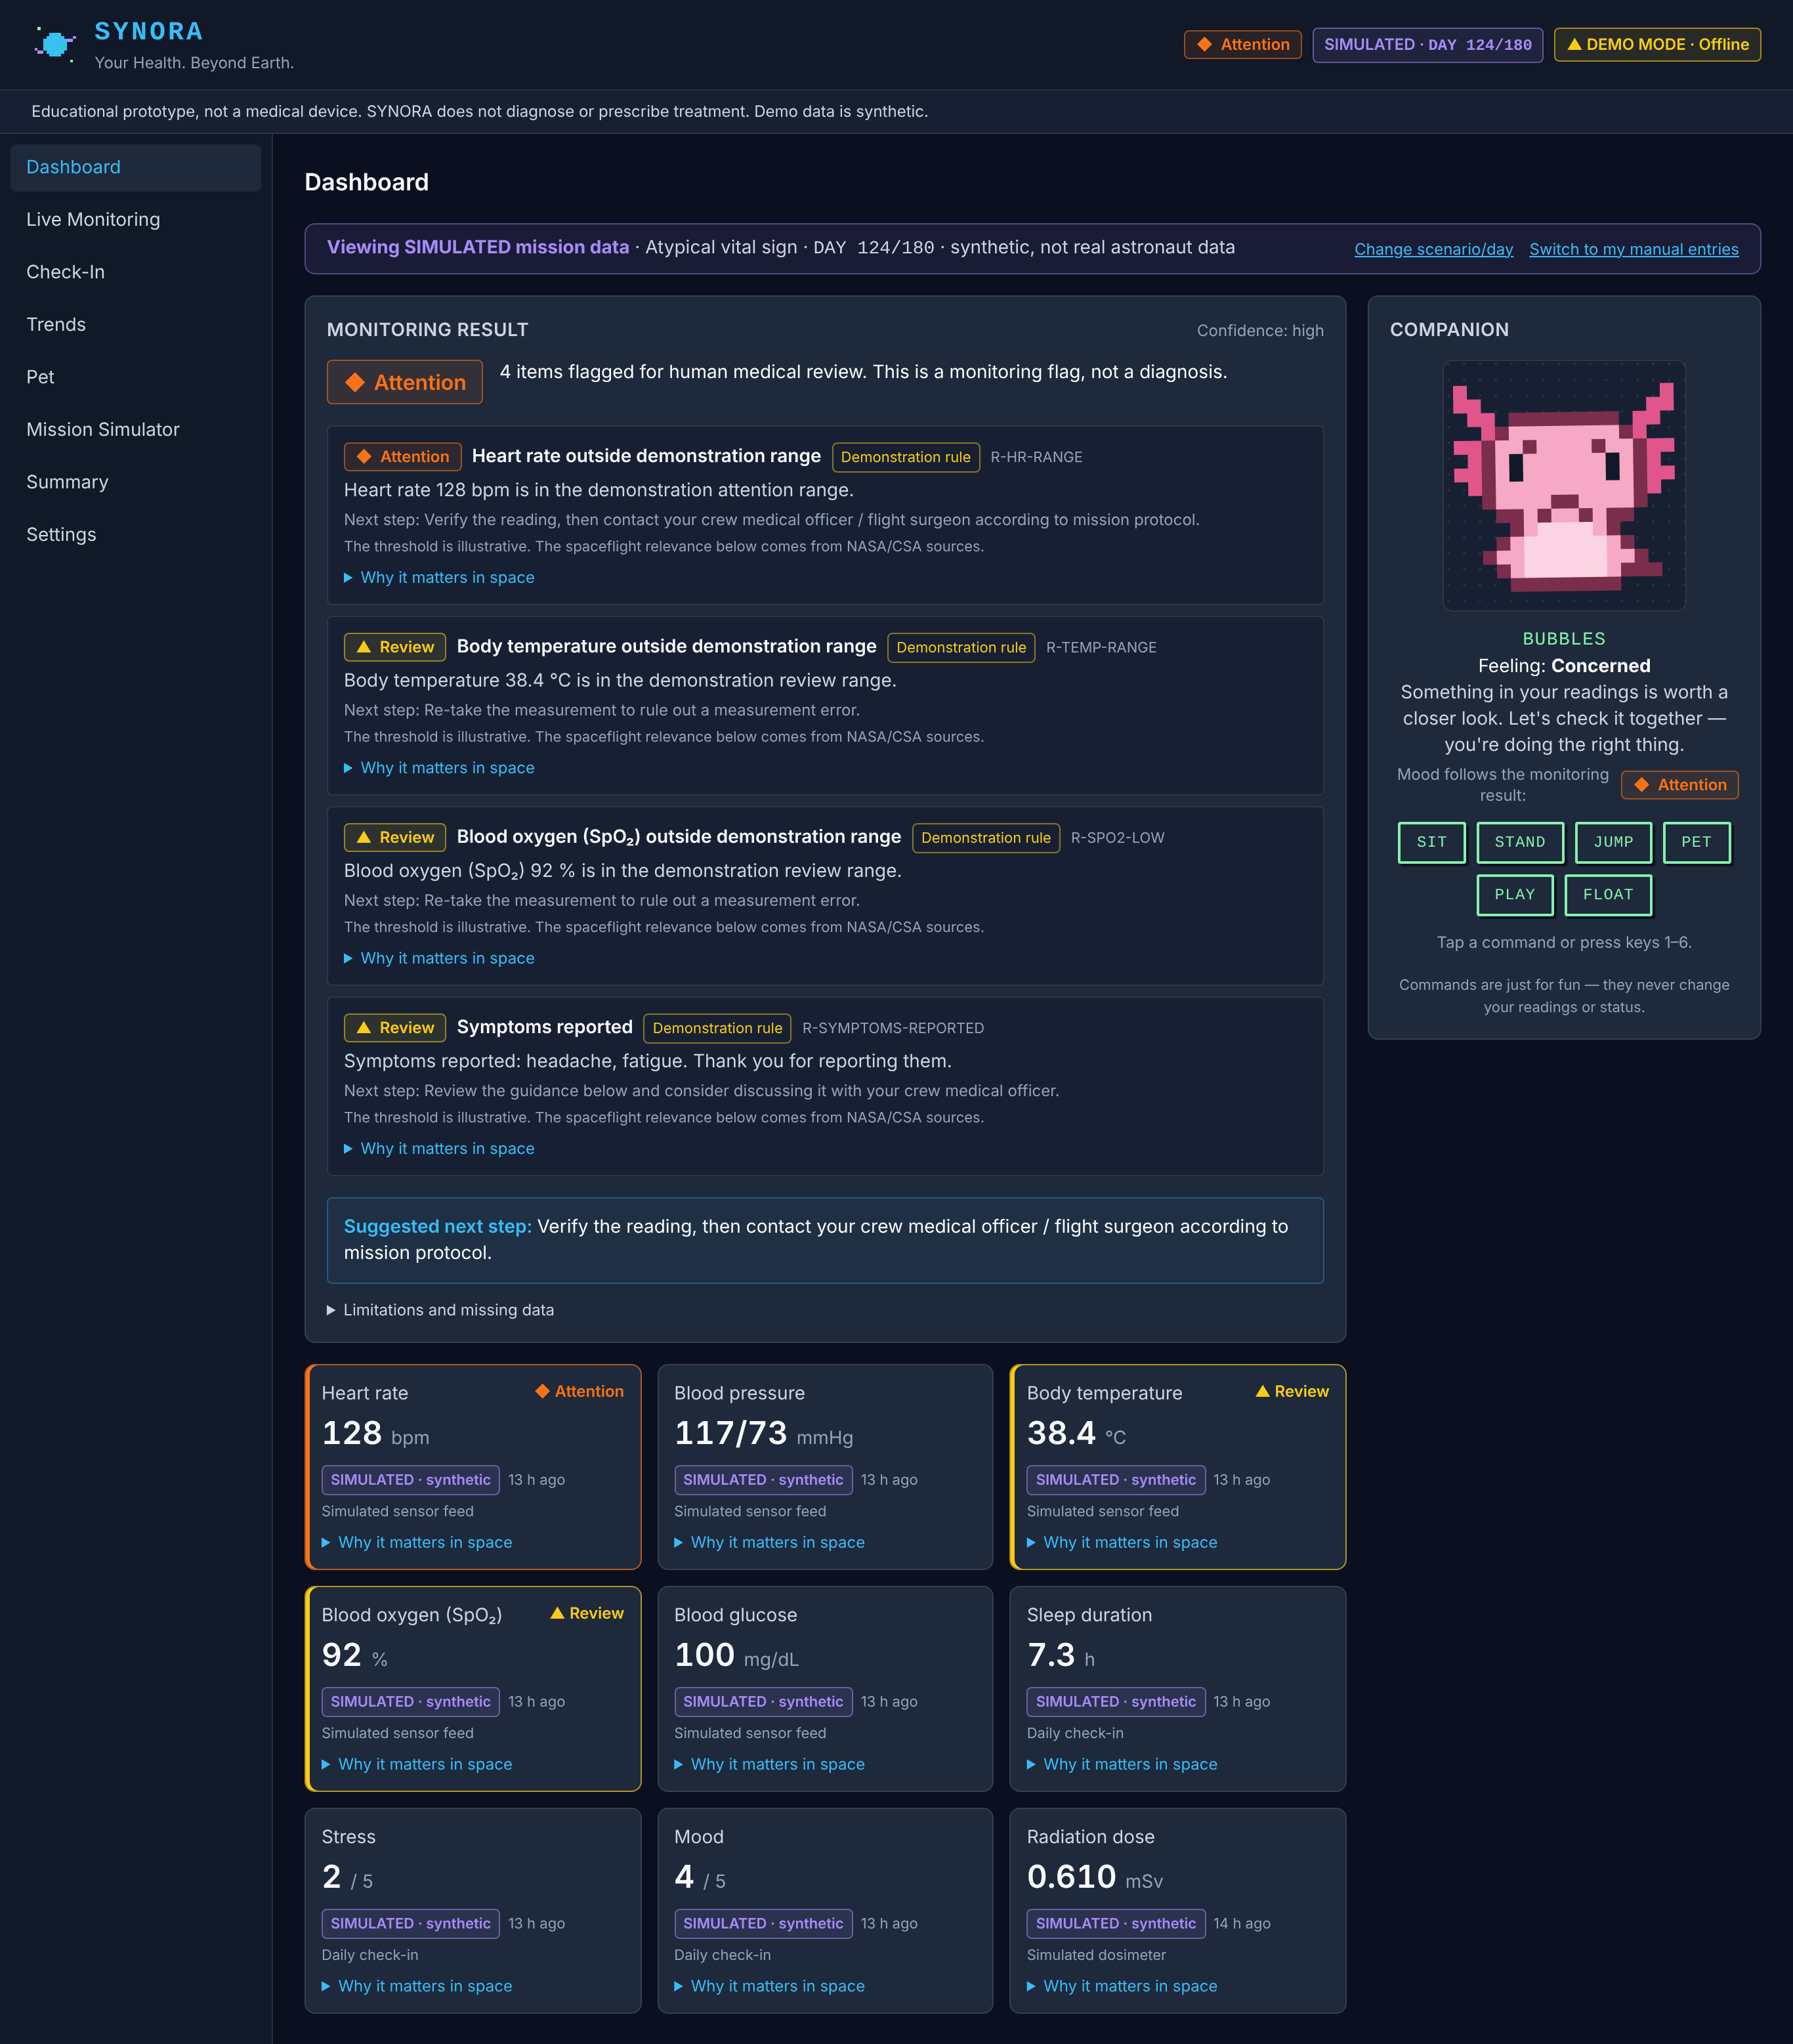 SYNORA
Your Health. Beyond Earth.
Attention
SIMULATED · DAY 124/180
DEMO MODE · Offline
Educational prototype, not a medical device. SYNORA does not diagnose or prescribe treatment. Demo data is synthetic.
Dashboard
Live Monitoring
Check-In
Trends
Pet
Mission Simulator
Summary
Settings
Dashboard
Viewing SIMULATED mission data · Atypical vital sign · DAY 124/180 · synthetic, not real astronaut data
Change scenario/day
Switch to my manual entries
MONITORING RESULT
Confidence: high
Attention
4 items flagged for human medical review. This is a monitoring flag, not a diagnosis.
Attention Heart rate outside demonstration range Demonstration rule R-HR-RANGE
Heart rate 128 bpm is in the demonstration attention range.
Next step: Verify the reading, then contact your crew medical officer / flight surgeon according to mission protocol.
The threshold is illustrative. The spaceflight relevance below comes from NASA/CSA sources.
Why it matters in space
Review Body temperature outside demonstration range Demonstration rule R-TEMP-RANGE
Body temperature 38.4 °C is in the demonstration review range.
Next step: Re-take the measurement to rule out a measurement error.
The threshold is illustrative. The spaceflight relevance below comes from NASA/CSA sources.
Why it matters in space
Review Blood oxygen (SpO₂) outside demonstration range Demonstration rule R-SPO2-LOW
Blood oxygen (SpO₂) 92 % is in the demonstration review range.
Next step: Re-take the measurement to rule out a measurement error.
The threshold is illustrative. The spaceflight relevance below comes from NASA/CSA sources.
Why it matters in space
Review Symptoms reported Demonstration rule R-SYMPTOMS-REPORTED
Symptoms reported: headache, fatigue. Thank you for reporting them.
Next step: Review the guidance below and consider discussing it with your crew medical officer.
The threshold is illustrative. The spaceflight relevance below comes from NASA/CSA sources.
Why it matters in space
Suggested next step: Verify the reading, then contact your crew medical officer / flight surgeon according to
mission protocol.
Limitations and missing data
COMPANION
BUBBLES
Feeling: Concerned
Something in your readings is worth a
closer look. Let's check it together —
you're doing the right thing.
Mood follows the monitoring
result:
Attention
SIT STAND JUMP PET
PLAY FLOAT
Tap a command or press keys 1–6.
Commands are just for fun — they never change
your readings or status.
Heart rate Attention
128 bpm
SIMULATED · synthetic 13 h ago
Simulated sensor feed
Why it matters in space
Blood pressure
117/73 mmHg
SIMULATED · synthetic 13 h ago
Simulated sensor feed
Why it matters in space
Body temperature Review
38.4 °C
SIMULATED · synthetic 13 h ago
Simulated sensor feed
Why it matters in space
Blood oxygen (SpO₂) Review
92 %
SIMULATED · synthetic 13 h ago
Simulated sensor feed
Why it matters in space
Blood glucose
100 mg/dL
SIMULATED · synthetic 13 h ago
Simulated sensor feed
Why it matters in space
Sleep duration
7.3 h
SIMULATED · synthetic 13 h ago
Daily check-in
Why it matters in space
Stress
2 / 5
SIMULATED · synthetic 13 h ago
Daily check-in
Why it matters in space
Mood
4 / 5
SIMULATED · synthetic 13 h ago
Daily check-in
Why it matters in space
Radiation dose
0.610 mSv
SIMULATED · synthetic 14 h ago
Simulated dosimeter
Why it matters in space